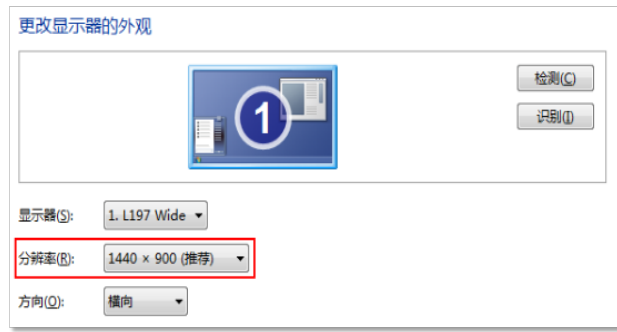 更改显示器的外观
1
检测(C)
识别(I)
显示器(S): 1. L197 Wide
分辨率(R): 1440 × 900 (推荐)
方向(O): 横向